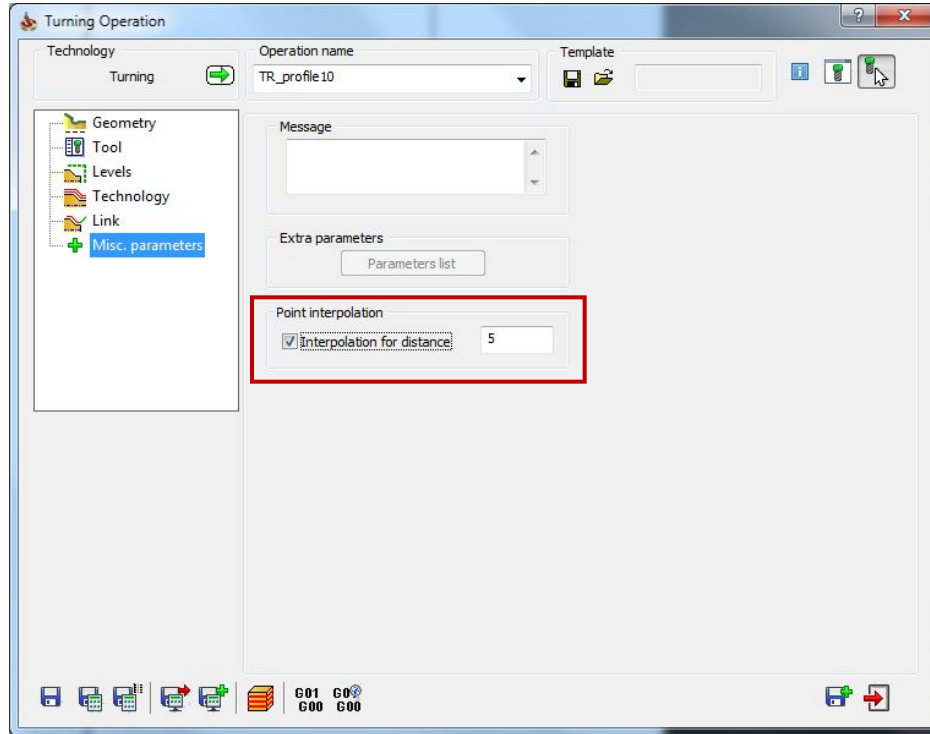 Turning Operation
Technology
Turning
Operation name
TR_profile10
Template
Geometry
Tool
Levels
Technology
Link
Misc. parameters
Message
Extra parameters
Parameters list
Point interpolation
Interpolation for distance 5
G01 G0
G00 G00